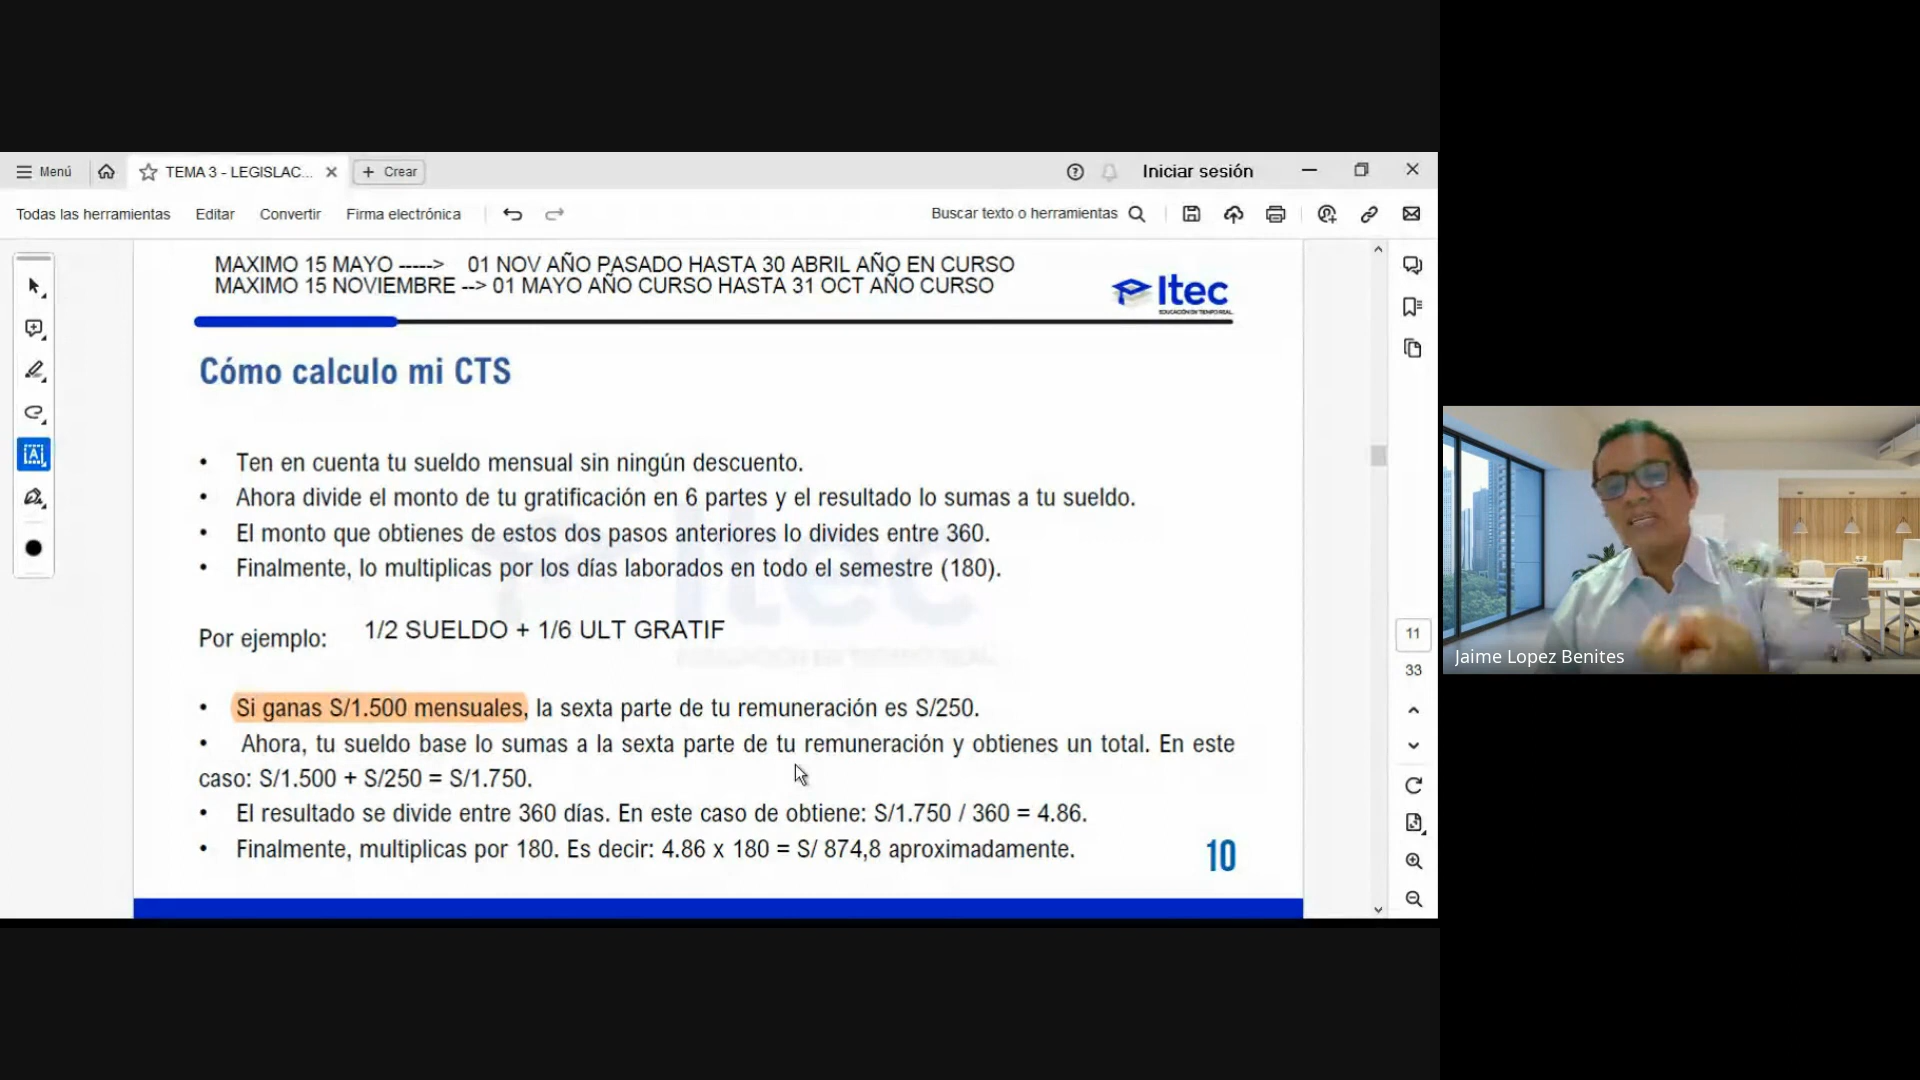 Menú
TEMA 3 - LEGISLAC...
Crear
Iniciar sesión
Todas las herramientas
Editar
Convertir
Firma electrónica
Buscar texto o herramientas
MAXIMO 15 MAYO -----> 01 NOV AÑO PASADO HASTA 30 ABRIL AÑO EN CURSO
MAXIMO 15 NOVIEMBRE --> 01 MAYO AÑO CURSO HASTA 31 OCT AÑO CURSO
Itec
EDUCACIÓN EN TIEMPO REAL
Cómo calculo mi CTS
• Ten en cuenta tu sueldo mensual sin ningún descuento.
• Ahora divide el monto de tu gratificación en 6 partes y el resultado lo sumas a tu sueldo.
• El monto que obtienes de estos dos pasos anteriores lo divides entre 360.
• Finalmente, lo multiplicas por los días laborados en todo el semestre (180).
Por ejemplo: 1/2 SUELDO + 1/6 ULT GRATIF
• Si ganas S/1.500 mensuales, la sexta parte de tu remuneración es S/250.
• Ahora, tu sueldo base lo sumas a la sexta parte de tu remuneración y obtienes un total. En este
caso: S/1.500 + S/250 = S/1.750.
• El resultado se divide entre 360 días. En este caso de obtiene: S/1.750 / 360 = 4.86.
• Finalmente, multiplicas por 180. Es decir: 4.86 x 180 = S/ 874,8 aproximadamente.
10
11
33
Jaime Lopez Benites